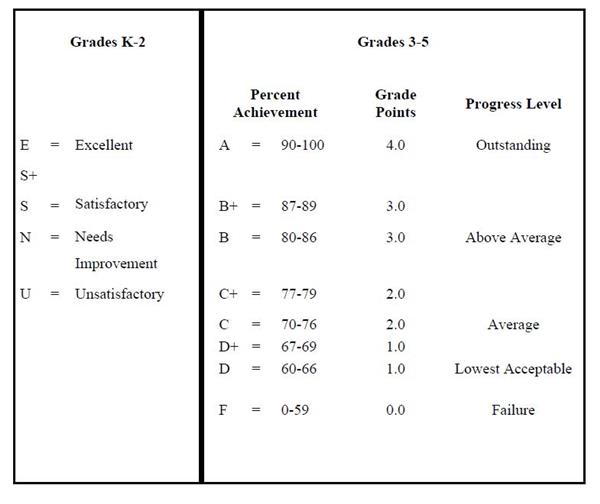 Grades K-2
E = Excellent
S+
S = Satisfactory
N = Needs
Improvement
U = Unsatisfactory
Grades 3-5
Percent Achievement Grade Points Progress Level
A = 90-100 4.0 Outstanding
B+ = 87-89 3.0
B = 80-86 3.0 Above Average
C+ = 77-79 2.0
C = 70-76 2.0 Average
D+ = 67-69 1.0
D = 60-66 1.0 Lowest Acceptable
F = 0-59 0.0 Failure